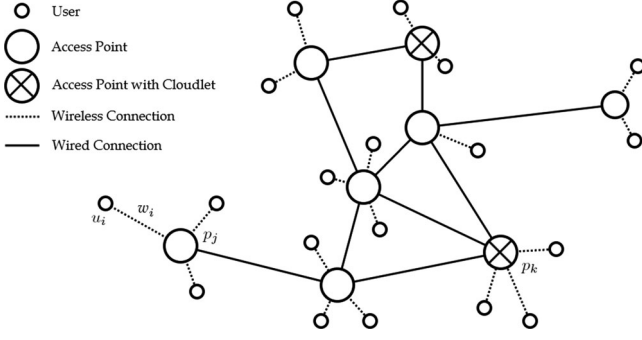 User
Access Point
Access Point with Cloudlet
Wireless Connection
Wired Connection
u_i
w_i
p_j
p_k